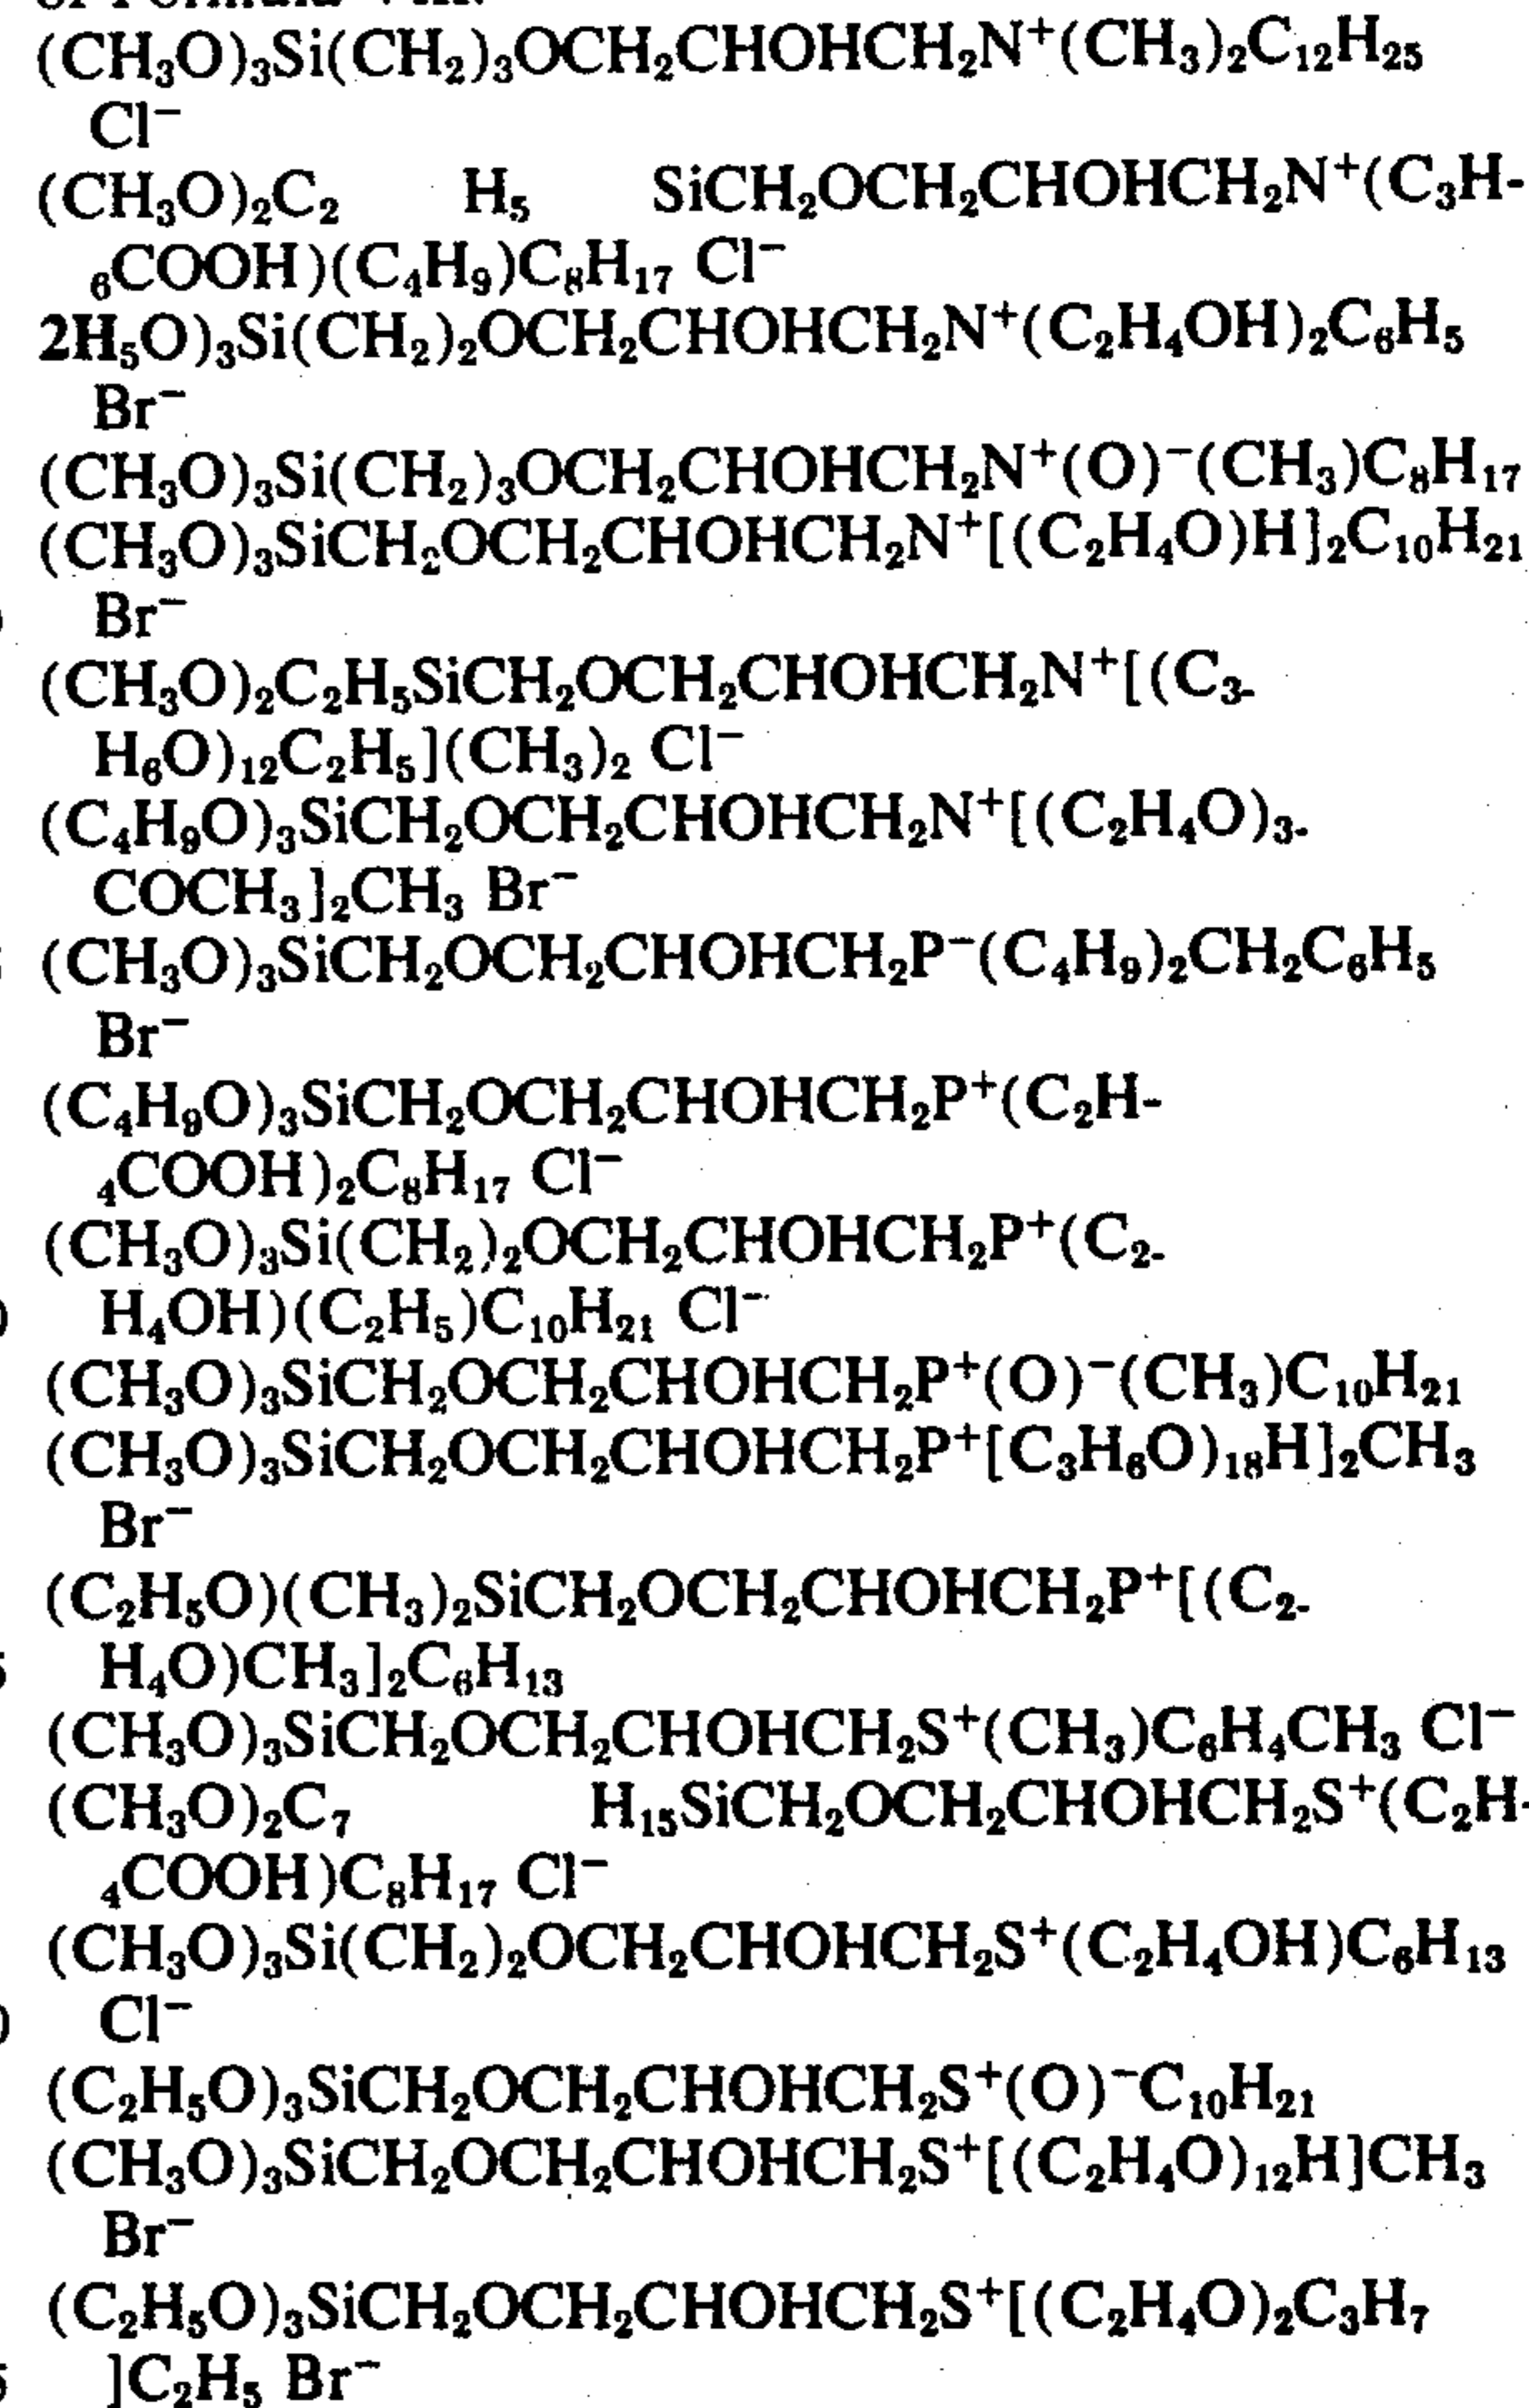 (CH₃O)₃Si(CH₂)₃OCH₂CHOHCH₂N⁺(CH₃)₂C₁₂H₂₅
Cl⁻
(CH₃O)₂C₂ H₅ SiCH₂OCH₂CHOHCH₂N⁺(C₃H-
₆COOH)(C₄H₉)C₈H₁₇ Cl⁻
2H₅O)₃Si(CH₂)₂OCH₂CHOHCH₂N⁺(C₂H₄OH)₂C₆H₅
Br⁻
(CH₃O)₃Si(CH₂)₃OCH₂CHOHCH₂N⁺(O)⁻(CH₃)C₈H₁₇
(CH₃O)₃SiCH₂OCH₂CHOHCH₂N⁺[(C₂H₄O)H]₂C₁₀H₂₁
Br⁻
(CH₃O)₂C₂H₅SiCH₂OCH₂CHOHCH₂N⁺[(C₃-
H₆O)₁₂C₂H₅](CH₃)₂ Cl⁻
(C₄H₉O)₃SiCH₂OCH₂CHOHCH₂N⁺[(C₂H₄O)₃-
COCH₃]₂CH₃ Br⁻
(CH₃O)₃SiCH₂OCH₂CHOHCH₂P⁻(C₄H₉)₂CH₂C₆H₅
Br⁻
(C₄H₉O)₃SiCH₂OCH₂CHOHCH₂P⁺(C₂H-
₄COOH)₂C₈H₁₇ Cl⁻
(CH₃O)₃Si(CH₂)₂OCH₂CHOHCH₂P⁺(C₂-
H₄OH)(C₂H₅)C₁₀H₂₁ Cl⁻
(CH₃O)₃SiCH₂OCH₂CHOHCH₂P⁺(O)⁻(CH₃)C₁₀H₂₁
(CH₃O)₃SiCH₂OCH₂CHOHCH₂P⁺[C₃H₆O)₁₈H]₂CH₃
Br⁻
(C₂H₅O)(CH₃)₂SiCH₂OCH₂CHOHCH₂P⁺[(C₂-
H₄O)CH₃]₂C₆H₁₃
(CH₃O)₃SiCH₂OCH₂CHOHCH₂S⁺(CH₃)C₆H₄CH₃ Cl⁻
(CH₃O)₂C₇ H₁₅SiCH₂OCH₂CHOHCH₂S⁺(C₂H-
₄COOH)C₈H₁₇ Cl⁻
(CH₃O)₃Si(CH₂)₂OCH₂CHOHCH₂S⁺(C₂H₄OH)C₆H₁₃
Cl⁻
(C₂H₅O)₃SiCH₂OCH₂CHOHCH₂S⁺(O)⁻C₁₀H₂₁
(CH₃O)₃SiCH₂OCH₂CHOHCH₂S⁺[(C₂H₄O)₁₂H]CH₃
Br⁻
(C₂H₅O)₃SiCH₂OCH₂CHOHCH₂S⁺[(C₂H₄O)₂C₃H₇
]C₂H₅ Br⁻